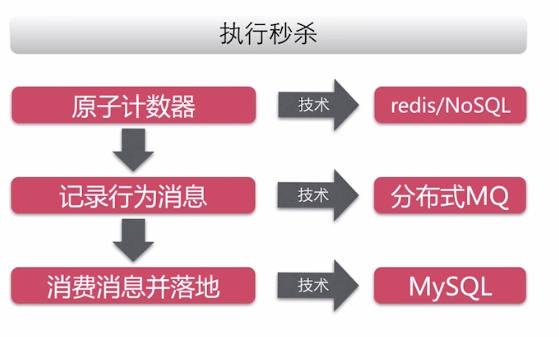 执行秒杀
原子计数器
技术
redis/NoSQL
记录行为消息
技术
分布式MQ
消费消息并落地
技术
MySQL